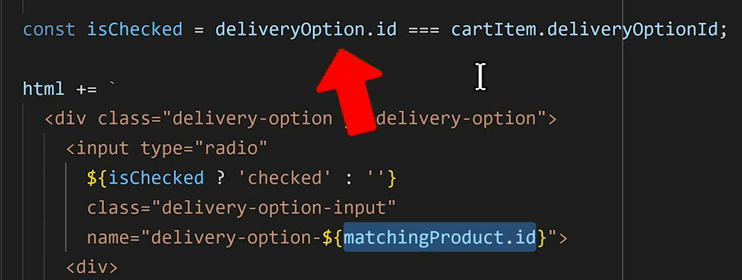 const isChecked = deliveryOption.id === cartItem.deliveryOptionId;
html += `
<div class="delivery-option delivery-option">
<input type="radio"
${isChecked ? 'checked' : ''}
class="delivery-option-input"
name="delivery-option-${matchingProduct.id}">
<div>